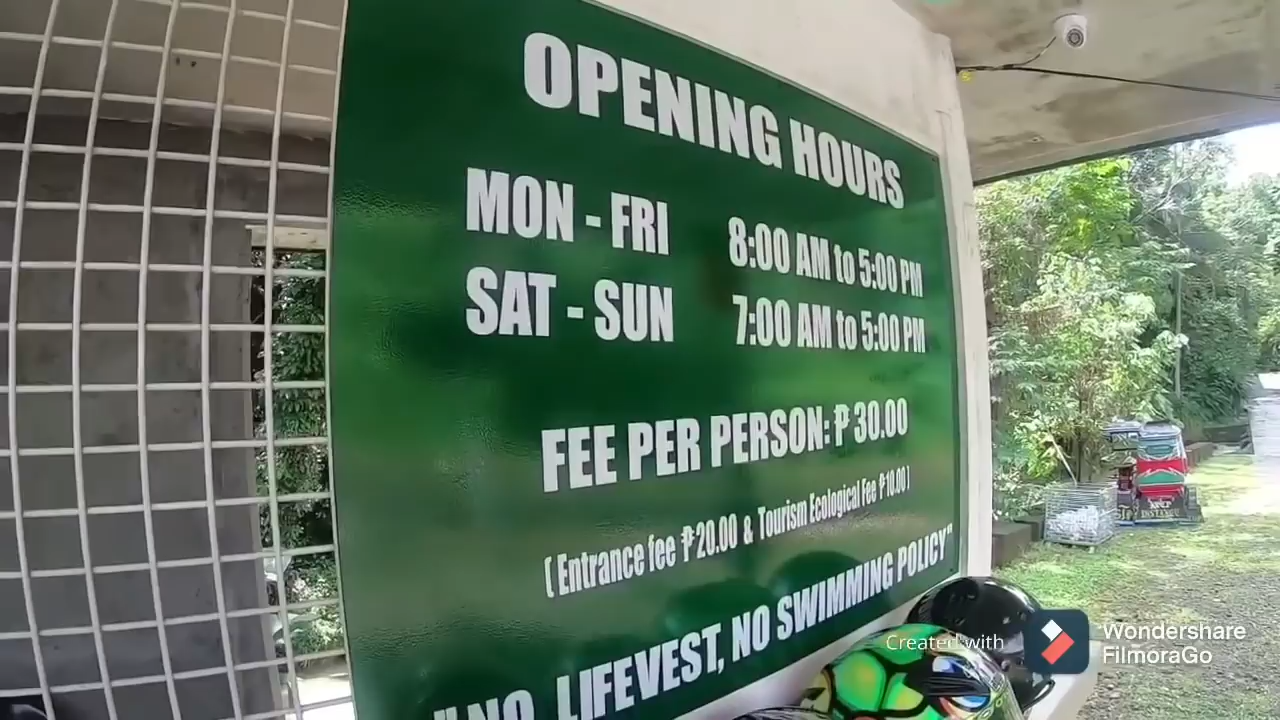 OPENING HOURS
MON - FRI 8:00 AM to 5:00 PM
SAT - SUN 7:00 AM to 5:00 PM
FEE PER PERSON: ₱ 30.00
( Entrance fee ₱20.00 & Tourism Ecological Fee ₱10.00 )
"NO LIFEVEST, NO SWIMMING POLICY"
Created with
Wondershare
FilmoraGo